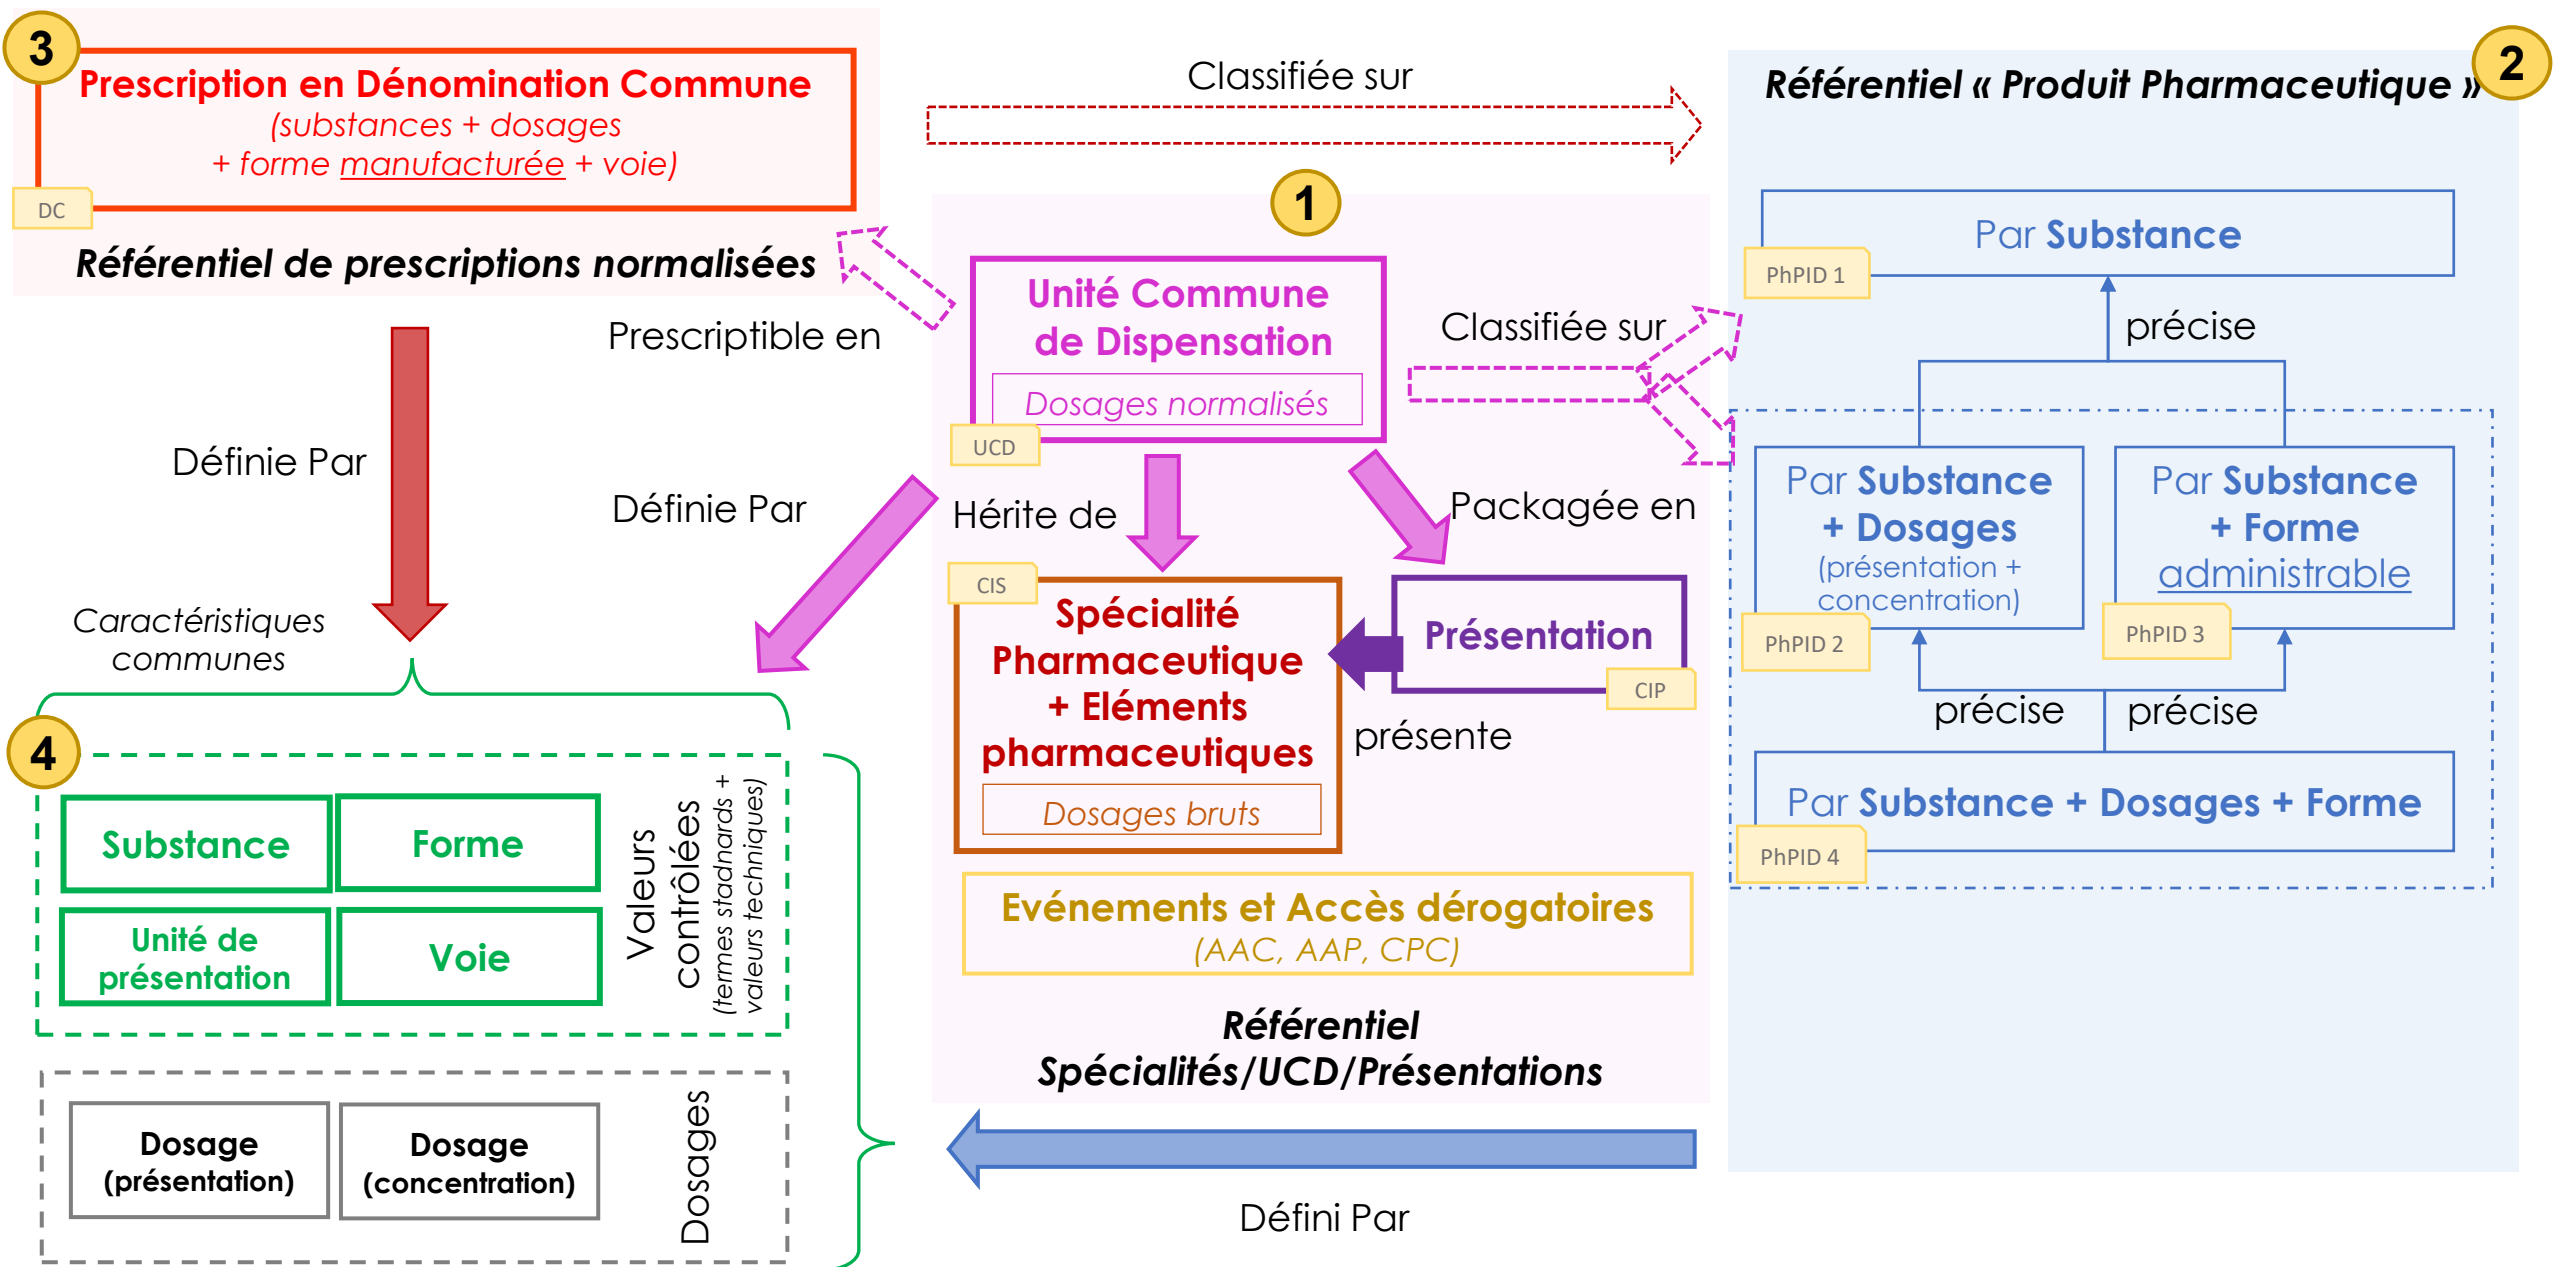 3
Prescription en Dénomination Commune
(substances + dosages
+ forme manufacturée + voie)
DC
Référentiel de prescriptions normalisées
Classifiée sur
2
Référentiel « Produit Pharmaceutique »
Par Substance
PhPID 1
précise
Par Substance
+ Dosages
(présentation +
concentration)
PhPID 2
Par Substance
+ Forme
administrable
PhPID 3
précise
précise
Par Substance + Dosages + Forme
PhPID 4
1
Unité Commune
de Dispensation
Dosages normalisés
UCD
Prescriptible en
Classifiée sur
Définie Par
Définie Par
Hérite de
Packagée en
CIS
Spécialité
Pharmaceutique
+ Eléments
pharmaceutiques
Dosages bruts
Présentation
CIP
présente
Evénements et Accès dérogatoires
(AAC, AAP, CPC)
Référentiel
Spécialités/UCD/Présentations
Défini Par
Caractéristiques
communes
4
Substance
Forme
Unité de
présentation
Voie
Valeurs
contrôlées
(termes stadnards +
valeurs techniques)
Dosage
(présentation)
Dosage
(concentration)
Dosages